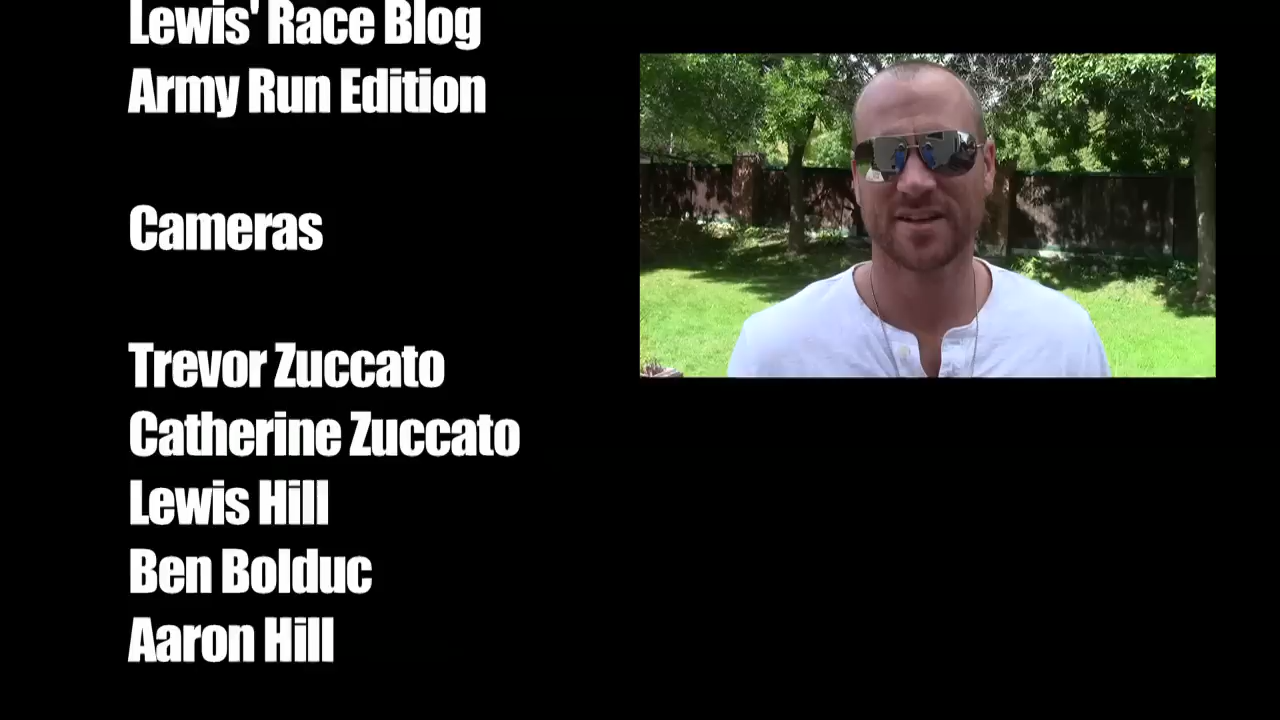 Lewis' Race Blog
Army Run Edition
Cameras
Trevor Zuccato
Catherine Zuccato
Lewis Hill
Ben Bolduc
Aaron Hill